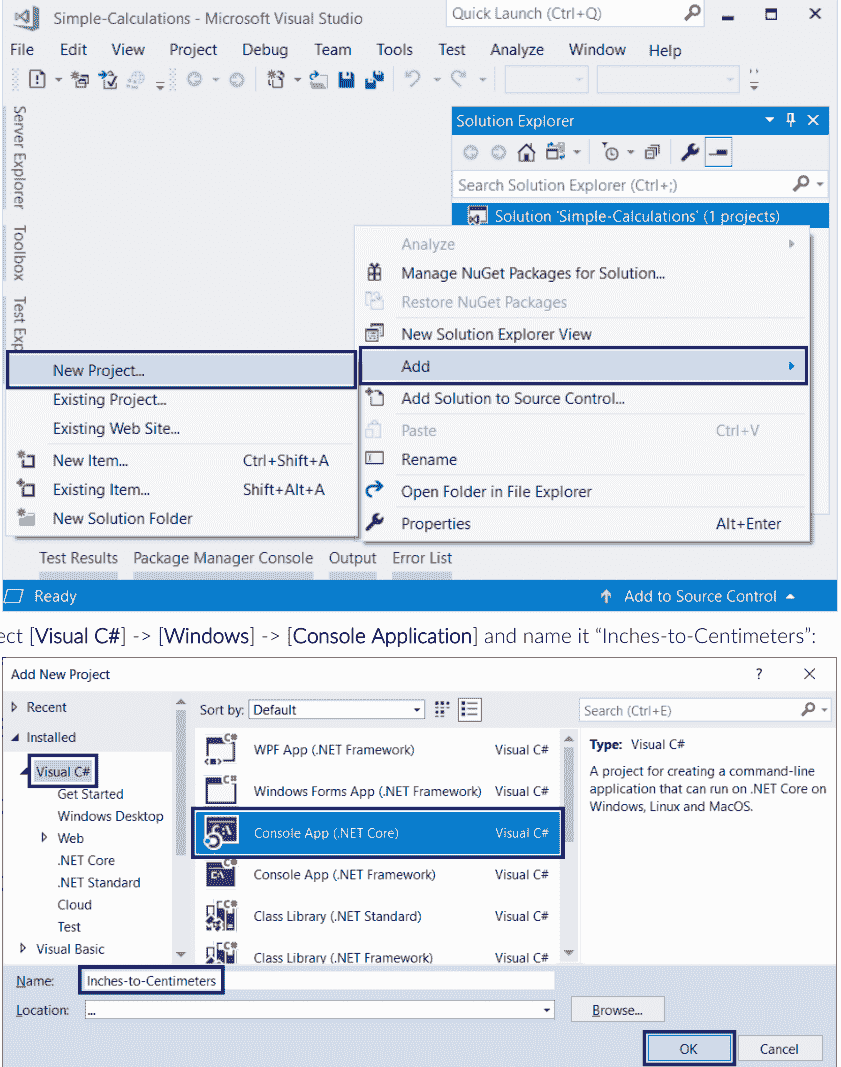 Simple-Calculations - Microsoft Visual Studio
Quick Launch (Ctrl+Q)
File Edit View Project Debug Team Tools Test Analyze Window Help
Server Explorer
Toolbox
Test Exp
Solution Explorer
Search Solution Explorer (Ctrl+;)
Solution 'Simple-Calculations' (1 projects)
Analyze
Manage NuGet Packages for Solution...
Restore NuGet Packages
New Solution Explorer View
Add
Add Solution to Source Control...
Paste Ctrl+V
Rename
Open Folder in File Explorer
Properties Alt+Enter
New Project...
Existing Project...
Existing Web Site...
New Item... Ctrl+Shift+A
Existing Item... Shift+Alt+A
New Solution Folder
Test Results Package Manager Console Output Error List
Ready Add to Source Control
ect [Visual C#] -> [Windows] -> [Console Application] and name it “Inches-to-Centimeters”:
Add New Project ?
Recent
Installed
Visual C#
Get Started
Windows Desktop
Web
.NET Core
.NET Standard
Cloud
Test
Visual Basic
Sort by: Default
WPF App (.NET Framework) Visual C#
Windows Forms App (.NET Framework) Visual C#
Console App (.NET Core) Visual C#
Console App (.NET Framework) Visual C#
Class Library (.NET Standard) Visual C#
Class Library (.NET Framework) Visual C#
Search (Ctrl+E)
Type: Visual C#
A project for creating a command-line
application that can run on .NET Core on
Windows, Linux and MacOS.
Name: Inches-to-Centimeters
Location: ...
Browse...
OK Cancel